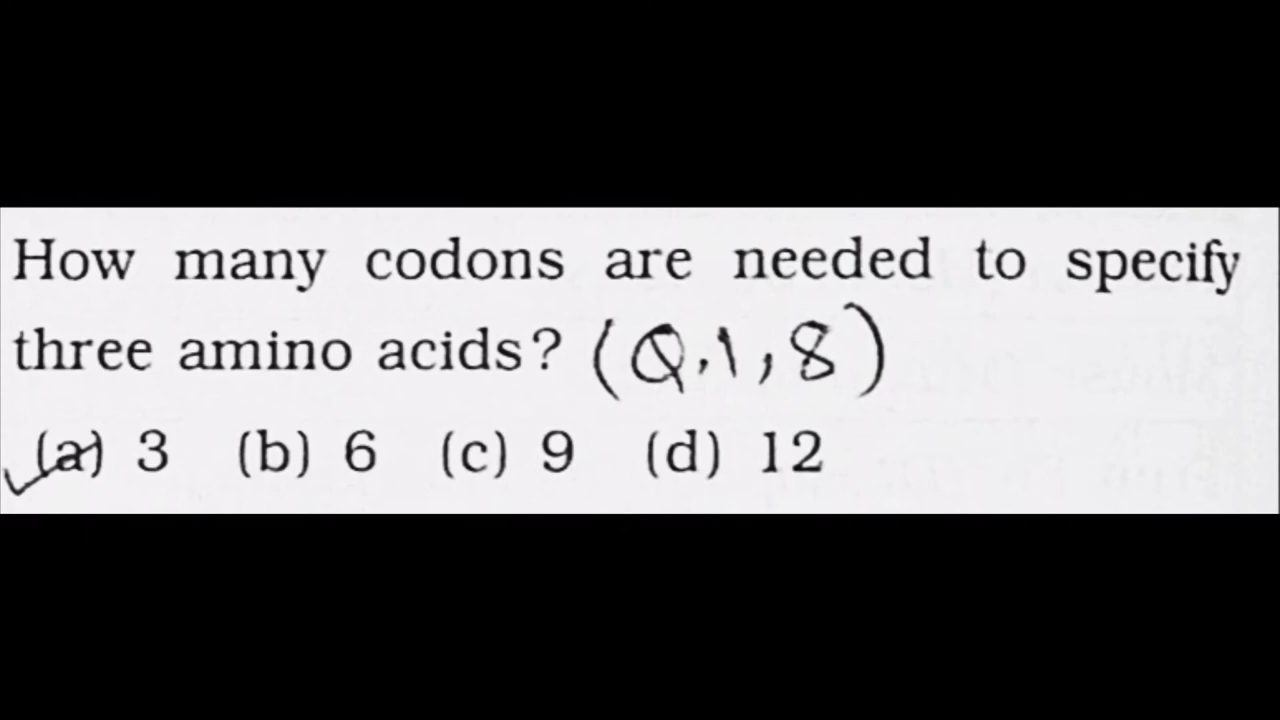 How many codons are needed to specify
three amino acids? (Q.1,8)
(a) 3 (b) 6 (c) 9 (d) 12